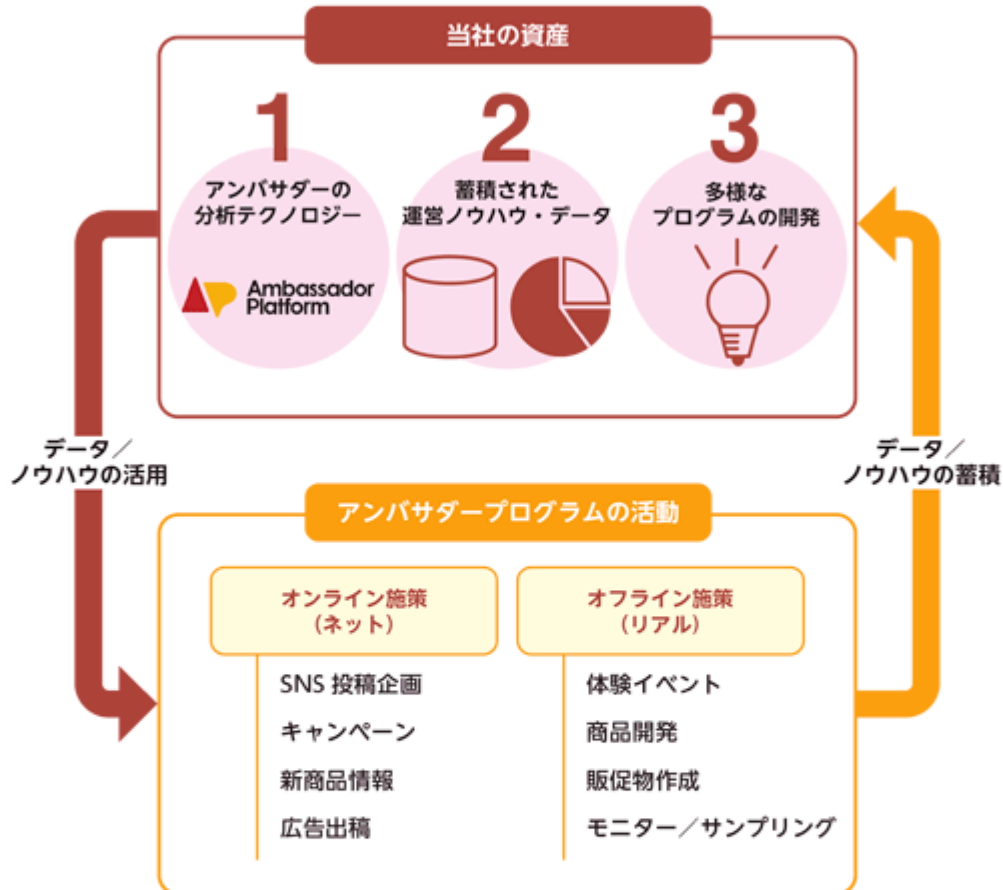 当社の資産
1
アンバサダーの
分析テクノロジー
Ambassador
Platform
2
蓄積された
運営ノウハウ・データ
3
多様な
プログラムの開発
データ／
ノウハウの活用
データ／
ノウハウの蓄積
アンバサダープログラムの活動
オンライン施策
（ネット）
SNS 投稿企画
キャンペーン
新商品情報
広告出稿
オフライン施策
（リアル）
体験イベント
商品開発
販促物作成
モニター／サンプリング